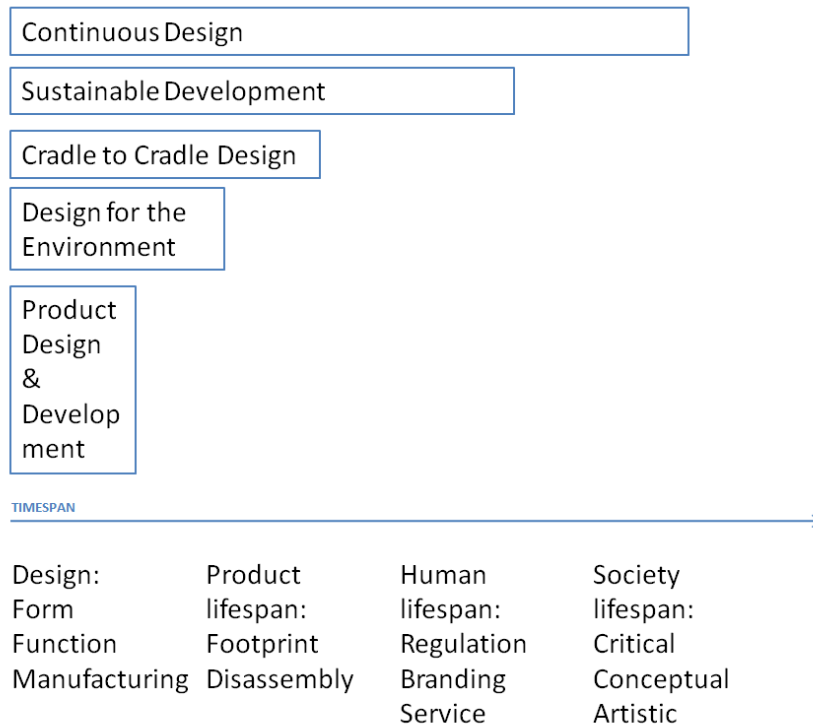 Continuous Design
Sustainable Development
Cradle to Cradle Design
Design for the
Environment
Product
Design
&
Develop
ment
TIMESPAN
Design:
Form
Function
Manufacturing
Product
lifespan:
Footprint
Disassembly
Human
lifespan:
Regulation
Branding
Service
Society
lifespan:
Critical
Conceptual
Artistic